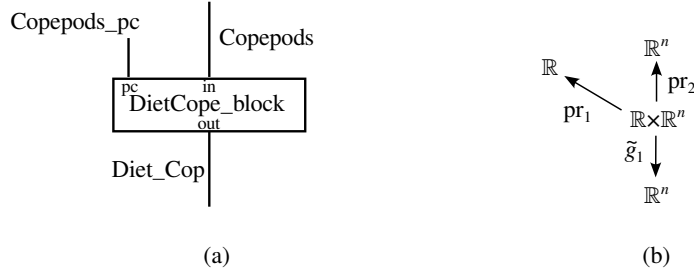 Copepods_pc
Copepods
pc in
DietCope_block
out
Diet_Cop
(a)
ℝⁿ
ℝ
pr₂
pr₁
ℝ×ℝⁿ
g̃₁
ℝⁿ
(b)